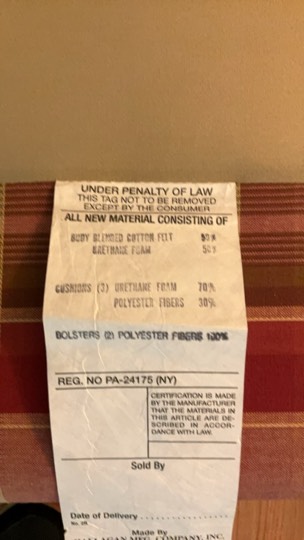 UNDER PENALTY OF LAW
THIS TAG NOT TO BE REMOVED
EXCEPT BY THE CONSUMER
ALL NEW MATERIAL CONSISTING OF
BODY BLENDED COTTON FELT 50%
URETHANE FOAM 50%
CUSHIONS (3) URETHANE FOAM 70%
POLYESTER FIBERS 30%
BOLSTERS (2) POLYESTER FIBERS 100%
REG. NO PA-24175 (NY)
CERTIFICATION IS MADE
BY THE MANUFACTURER
THAT THE MATERIALS IN
THIS ARTICLE ARE DE-
SCRIBED IN ACCOR-
DANCE WITH LAW.
Sold By
Date of Delivery
Made By
MFG. COMPANY, INC.